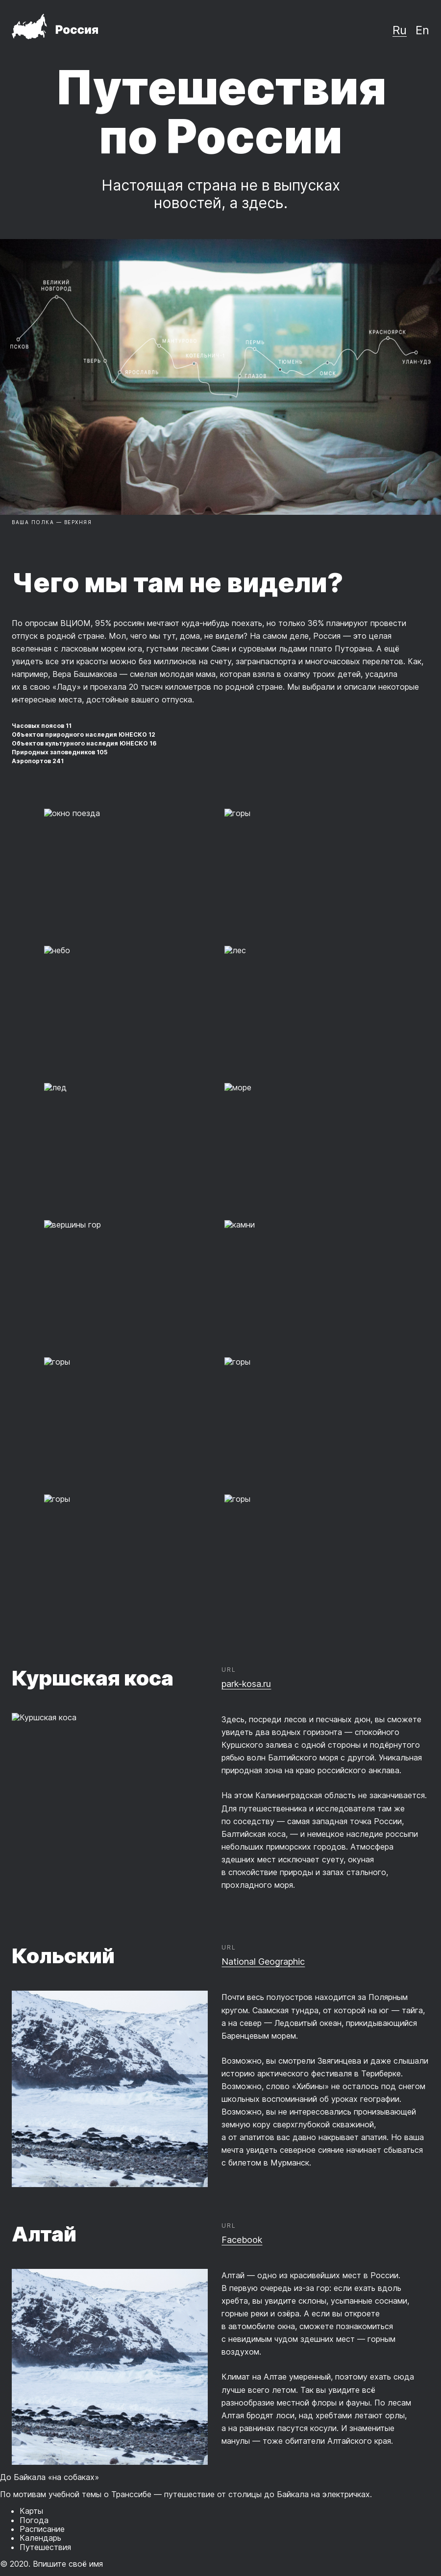 Россия
Ru En
Путешествия
по России
Настоящая страна не в выпусках
новостей, а здесь.
ВЕЛИКИЙ
НОВГОРОД
ПСКОВ
ТВЕРЬ
ЯРОСЛАВЛЬ
ПЕРМЬ
ГЛАЗОВ
ТЮМЕНЬ
ОМСК
КРАСНОЯРСК
УЛАН-УДЭ
ВАША ПОЛКА — ВЕРХНЯЯ
Чего мы там не видели?
По опросам ВЦИОМ, 95% россиян мечтают куда-нибудь поехать, но только 36% планируют провести
отпуск в родной стране. Мол, чего мы тут, дома, не видели? На самом деле, Россия — это целая
вселенная с ласковым морем юга, густыми лесами Саян и суровыми льдами плато Путорана. А ещё
увидеть все эти красоты можно без миллионов на счету, загранпаспорта и многочасовых перелетов. Как,
например, Вера Башмакова — смелая молодая мама, которая взяла в охапку троих детей, усадила
их в свою «Ладу» и проехала 20 тысяч километров по родной стране. Мы выбрали и описали некоторые
интересные места, достойные вашего отпуска.
Часовых поясов 11
Объектов природного наследия ЮНЕСКО 12
Объектов культурного наследия ЮНЕСКО 16
Природных заповедников 105
Аэропортов 241
окно поезда
горы
небо
лес
лед
море
вершины гор
камни
горы
горы
горы
горы
Куршская коса
URL
park-kosa.ru
Куршская коса
Здесь, посреди лесов и песчаных дюн, вы сможете
увидеть два водных горизонта — спокойного
Куршского залива с одной стороны и подёрнутого
рябью волн Балтийского моря с другой. Уникальная
природная зона на краю российского анклава.
На этом Калининградская область не заканчивается.
Для путешественника и исследователя там же
по соседству — самая западная точка России,
Балтийская коса, — и немецкое наследие россыпи
небольших приморских городов. Атмосфера
здешних мест исключает суету, окуная
в спокойствие природы и запах стального,
прохладного моря.
Кольский
URL
National Geographic
Почти весь полуостров находится за Полярным
кругом. Саамская тундра, от которой на юг — тайга,
а на север — Ледовитый океан, прикидывающийся
Баренцевым морем.
Возможно, вы смотрели Звягинцева и даже слышали
историю арктического фестиваля в Териберке.
Возможно, слово «Хибины» не осталось под снегом
школьных воспоминаний об уроках географии.
Возможно, вы не интересовались пронизывающей
земную кору сверхглубокой скважиной,
а от апатитов вас давно накрывает апатия. Но ваша
мечта увидеть северное сияние начинает сбываться
с билетом в Мурманск.
Алтай
URL
Facebook
Алтай — одно из красивейших мест в России.
В первую очередь из-за гор: если ехать вдоль
хребта, вы увидите склоны, усыпанные соснами,
горные реки и озёра. А если вы откроете
в автомобиле окна, сможете познакомиться
с невидимым чудом здешних мест — горным
воздухом.
Климат на Алтае умеренный, поэтому ехать сюда
лучше всего летом. Так вы увидите всё
разнообразие местной флоры и фауны. По лесам
Алтая бродят лоси, над хребтами летают орлы,
а на равнинах пасутся косули. И знаменитые
манулы — тоже обитатели Алтайского края.
До Байкала «на собаках»
По мотивам учебной темы о Транссибе — путешествие от столицы до Байкала на электричках.
Карты
Погода
Расписание
Календарь
Путешествия
© 2020. Впишите своё имя